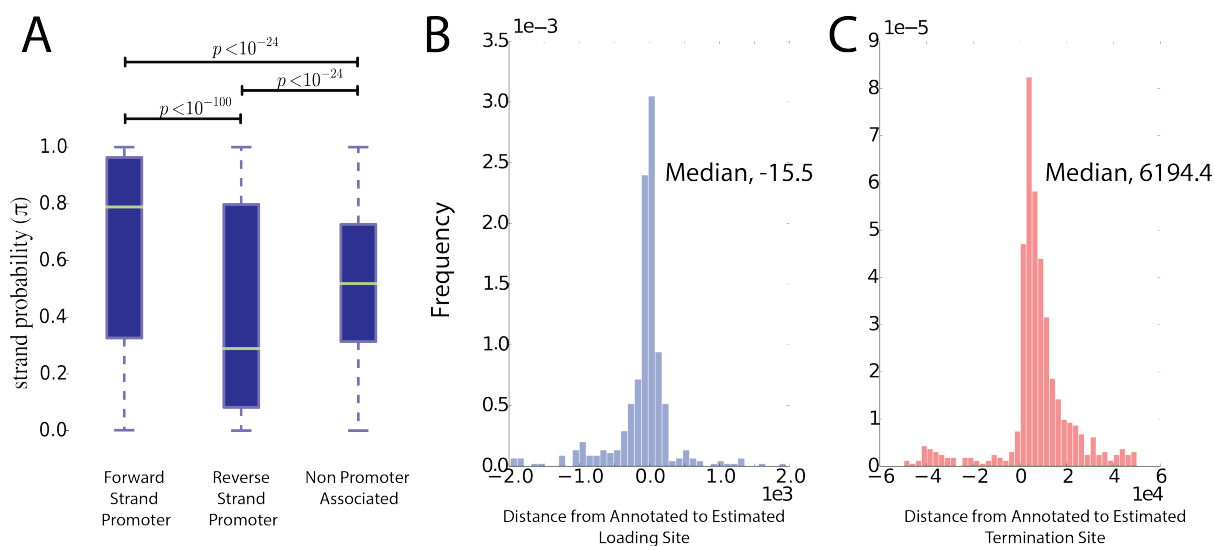 A
p<10⁻²⁴
p<10⁻²⁴
p<10⁻¹⁰⁰
strand probability (π)
1.0
0.8
0.6
0.4
0.2
0.0
Forward
Strand
Promoter
Reverse
Strand
Promoter
Non Promoter
Associated
B
1e−3
3.5
3.0
2.5
2.0
1.5
1.0
0.5
0.0
Frequency
Median, -15.5
−2.0 −1.0 0.0 1.0 2.0
1e3
Distance from Annotated to Estimated
Loading Site
C
1e−5
9
8
7
6
5
4
3
2
1
0
Median, 6194.4
−6 −4 −2 0 2 4 6
1e4
Distance from Annotated to Estimated
Termination Site